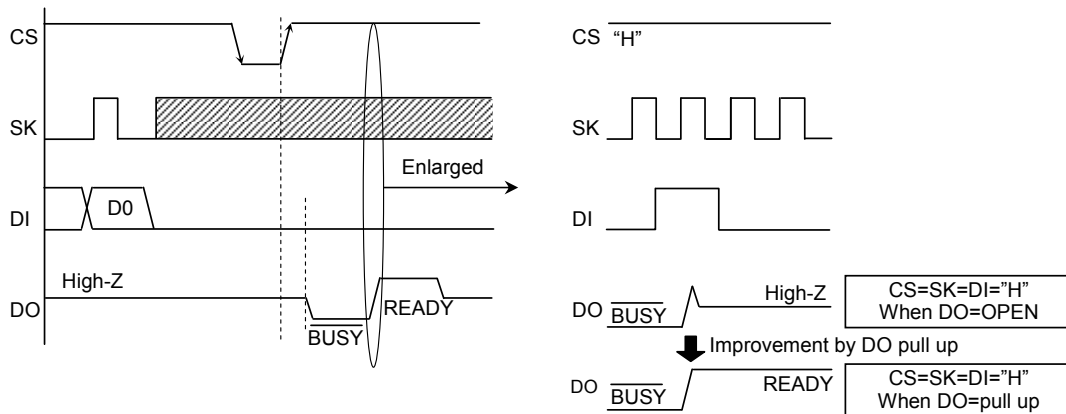 CS
SK
DI
D0
Enlarged
High-Z
DO
BUSY
READY
CS "H"
SK
DI
DO
BUSY
High-Z
CS=SK=DI="H"
When DO=OPEN
Improvement by DO pull up
DO
BUSY
READY
CS=SK=DI="H"
When DO=pull up